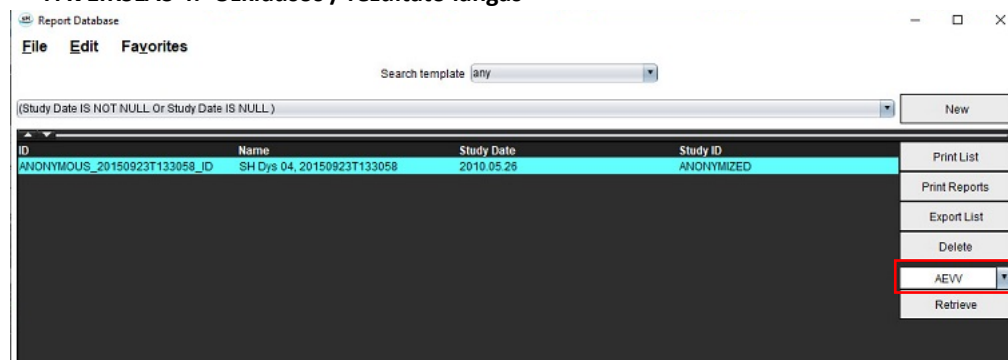 Report Database
File Edit Favorites
Search template any
(Study Date IS NOT NULL Or Study Date IS NULL )
New
ID Name Study Date Study ID
ANONYMOUS_20150923T133058_ID SH Dys 04, 20150923T133058 2010.05.26 ANONYMIZED
Print List
Print Reports
Export List
Delete
AEVV
Retrieve